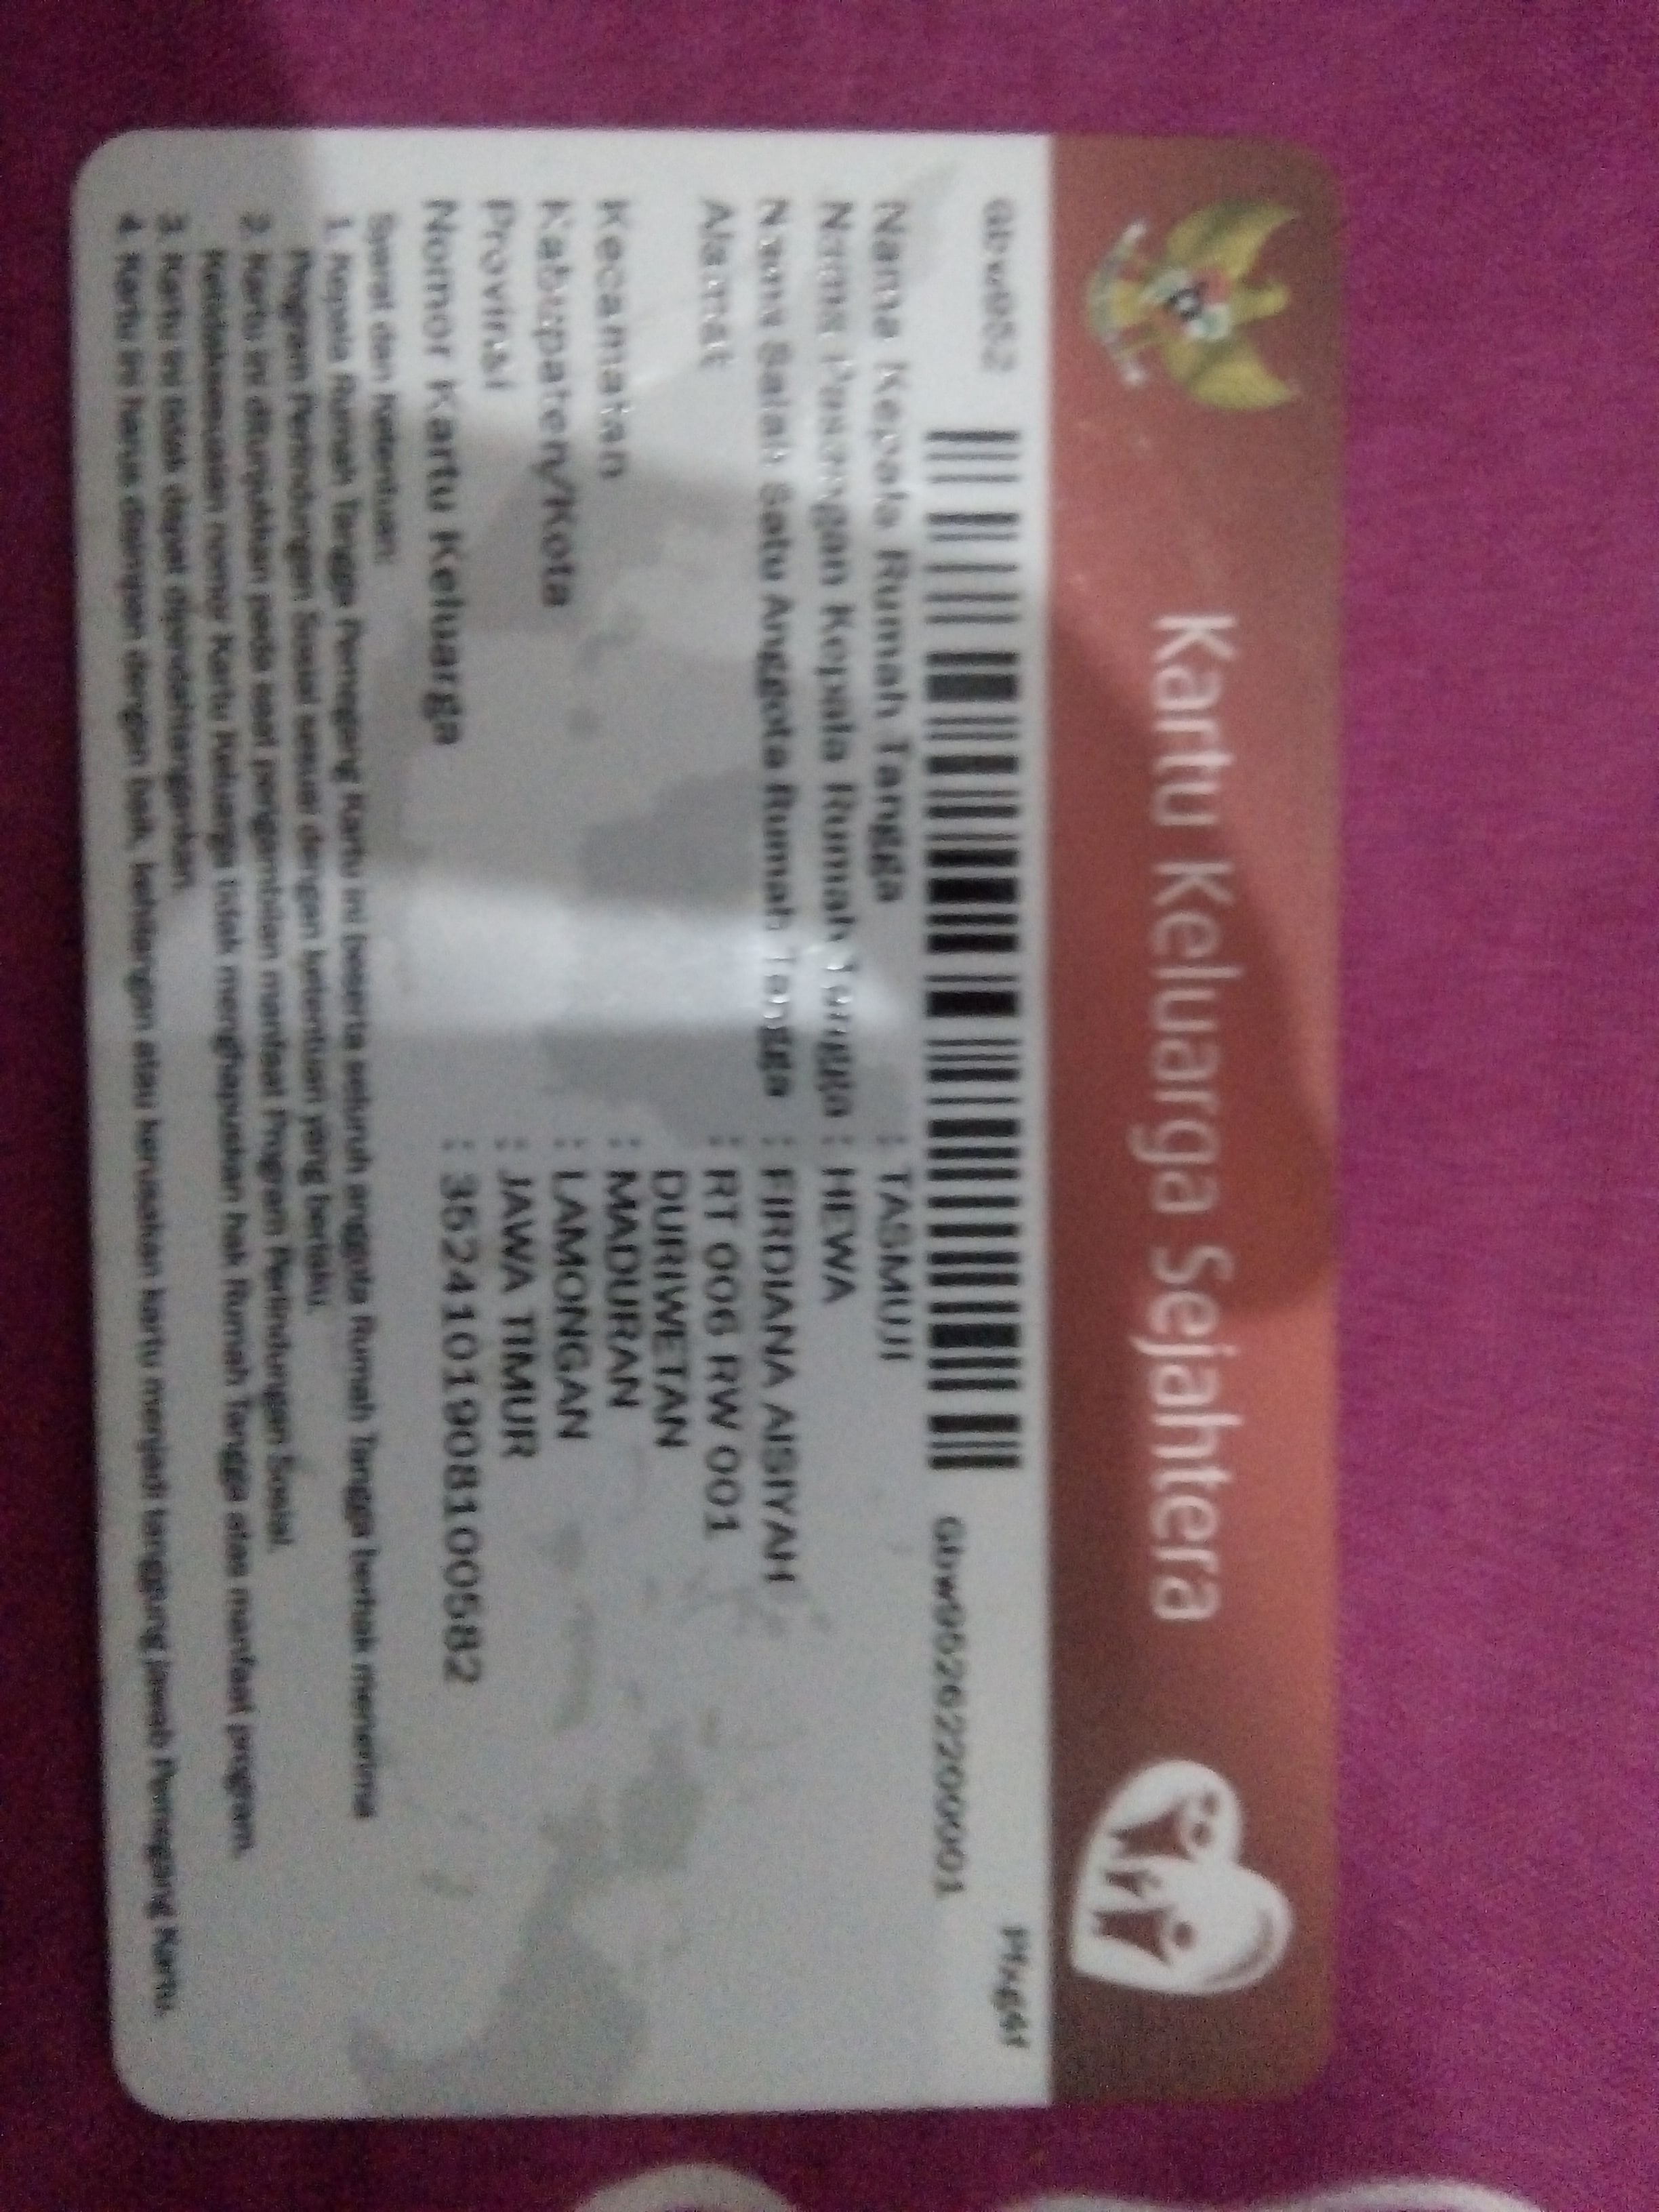 Kartu Keluarga Sejahtera
Gbw962620000001
Nama Kepala Rumah Tangga : TASMUJI
Nama Pasangan Kepala Rumah Tangga : HEWA
Nama Salah Satu Anggota Rumah Tangga : FIRDIANA AISIYAH
Alamat : RT 006 RW 001
DURIWETAN
Kecamatan : MADURAN
Kabupaten/Kota : LAMONGAN
Provinsi : JAWA TIMUR
Nomor Kartu Keluarga : 3524101908100582
Syarat dan Ketentuan:
1. Kepala Rumah Tangga Pemegang Kartu ini beserta seluruh anggota Rumah Tangga berhak menerima
Program Perlindungan Sosial sesuai dengan ketentuan yang berlaku.
2. Kartu ini ditunjukkan pada saat pengambilan manfaat Program Perlindungan Sosial.
Ketidaksesuaian nomor Kartu Keluarga tidak menghapuskan hak Rumah Tangga atas manfaat program.
3. Kartu ini tidak dapat dipindahtangankan.
4. Kartu ini harus disimpan dengan baik, kehilangan atau kerusakan kartu menjadi tanggung jawab Pemegang Kartu.